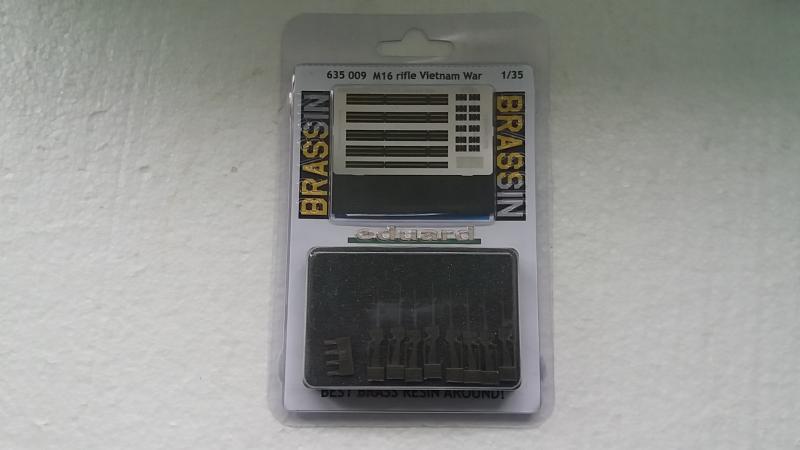 635 009 M16 rifle Vietnam War 1/35
BRASSIN
BRASSIN
eduard
BEST BRASS RESIN AROUND!